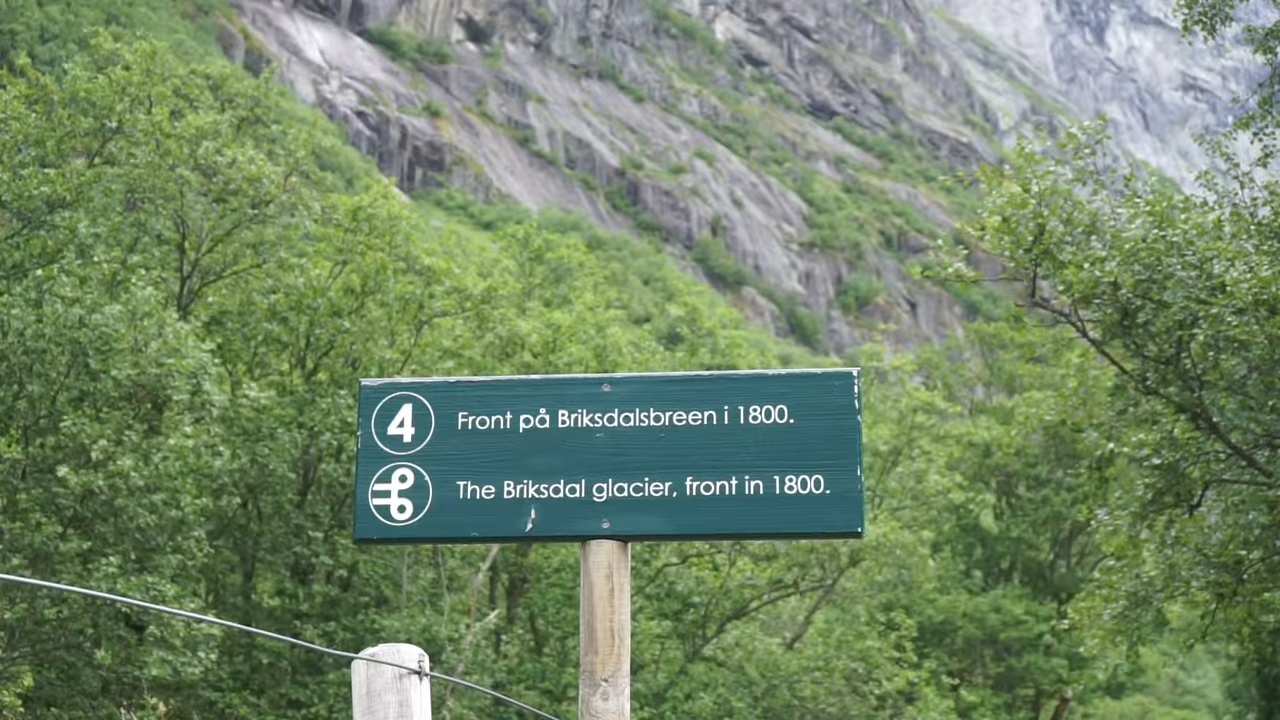 4 Front på Briksdalsbreen i 1800.
The Briksdal glacier, front in 1800.